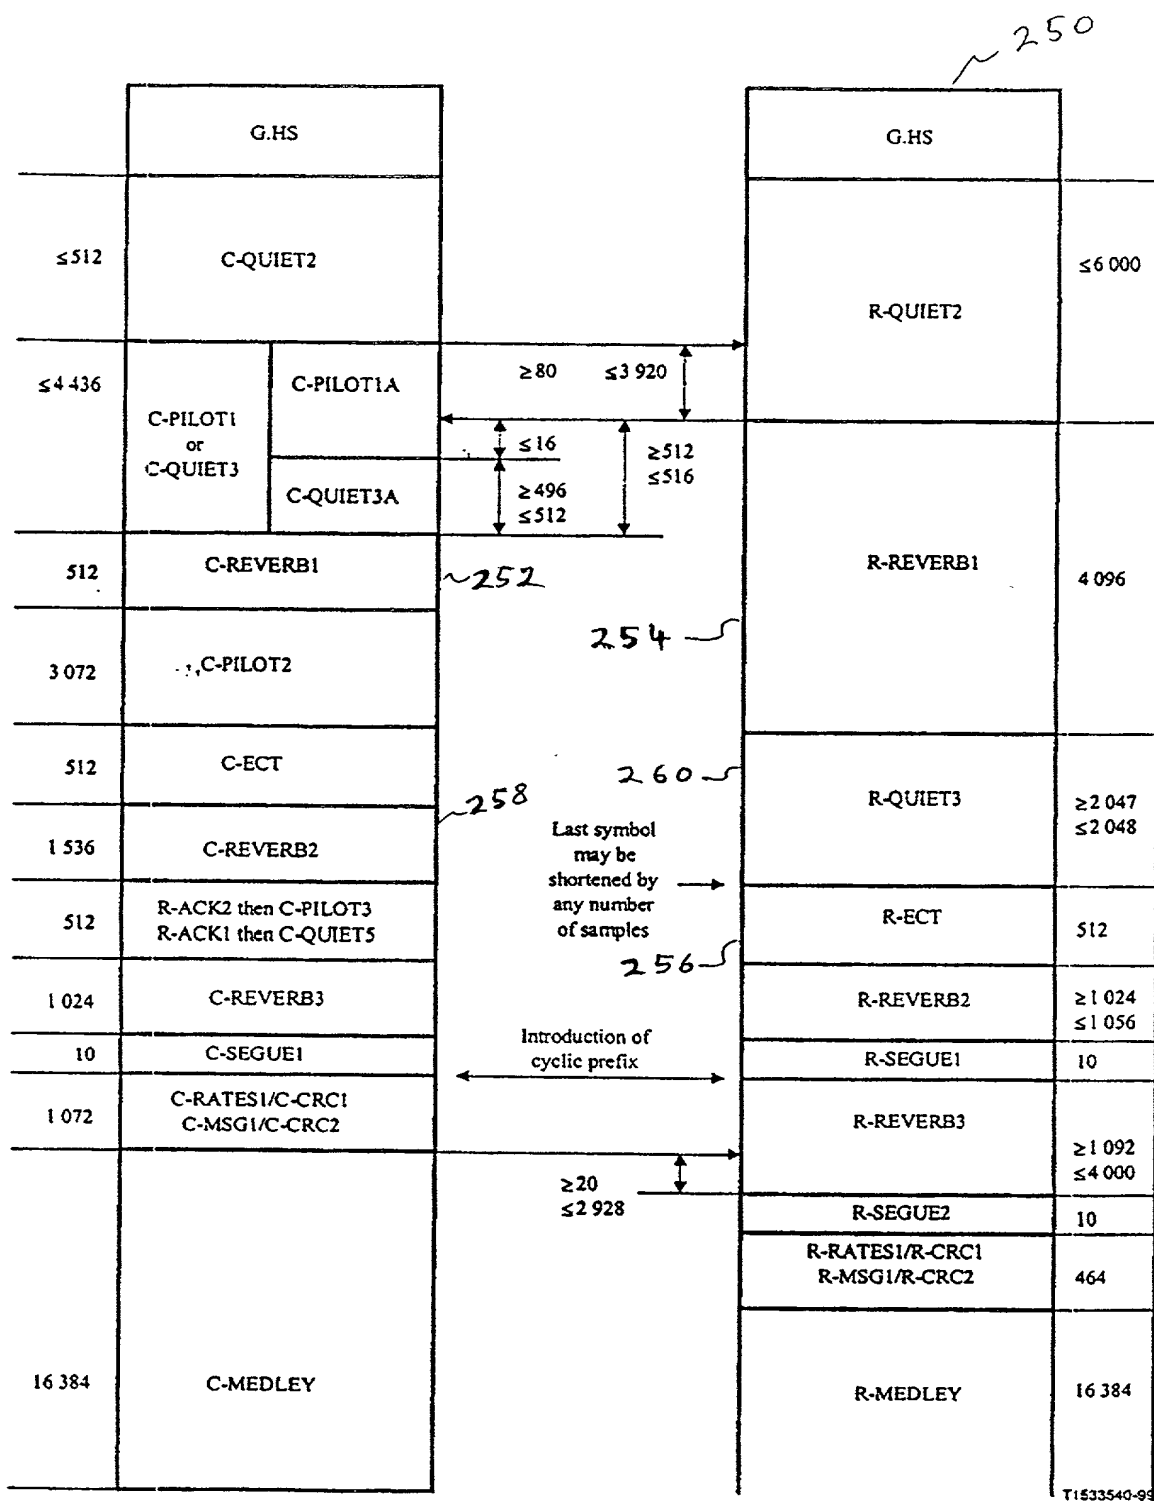 250
G.HS
G.HS
≤512
C-QUIET2
≤6 000
R-QUIET2
≤4 436
C-PILOT1
or
C-QUIET3
C-PILOT1A
≥80
≤3 920
≤16
≥512
≤516
C-QUIET3A
≥496
≤512
512
C-REVERB1
252
R-REVERB1
4 096
254
3 072
C-PILOT2
512
C-ECT
260
R-QUIET3
≥2 047
≤2 048
258
1 536
C-REVERB2
Last symbol
may be
shortened by
any number
of samples
512
R-ACK2 then C-PILOT3
R-ACK1 then C-QUIET5
R-ECT
512
256
1 024
C-REVERB3
R-REVERB2
≥1 024
≤1 056
10
C-SEGUE1
Introduction of
cyclic prefix
R-SEGUE1
10
1 072
C-RATES1/C-CRC1
C-MSG1/C-CRC2
R-REVERB3
≥1 092
≤4 000
≥20
≤2 928
R-SEGUE2
10
R-RATES1/R-CRC1
R-MSG1/R-CRC2
464
16 384
C-MEDLEY
R-MEDLEY
16 384
T1533540-99